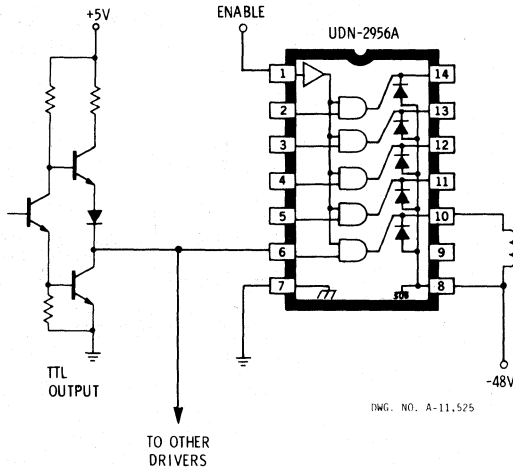 +5V
ENABLE
UDN-2956A
1
2
3
4
5
6
7
14
13
12
11
10
9
8
SUB
TTL
OUTPUT
-48V
DWG. NO. A-11,525
TO OTHER
DRIVERS